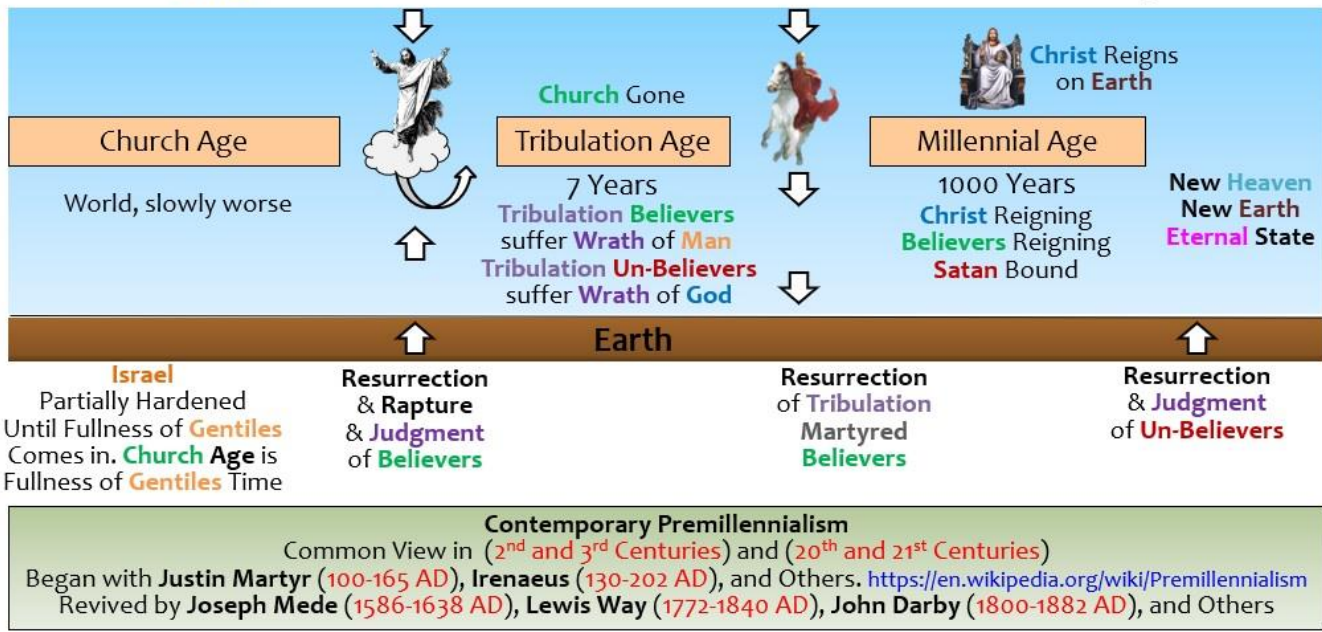 Church Age
World, slowly worse
Church Gone
Tribulation Age
7 Years
Tribulation Believers
suffer Wrath of Man
Tribulation Un-Believers
suffer Wrath of God
Christ Reigns
on Earth
Millennial Age
1000 Years
Christ Reigning
Believers Reigning
Satan Bound
New Heaven
New Earth
Eternal State
Earth
Israel
Partially Hardened
Until Fullness of Gentiles
Comes in. Church Age is
Fullness of Gentiles Time
Resurrection
& Rapture
& Judgment
of Believers
Resurrection
of Tribulation
Martyred
Believers
Resurrection
& Judgment
of Un-Believers
Contemporary Premillennialism
Common View in (2nd and 3rd Centuries) and (20th and 21st Centuries)
Began with Justin Martyr (100-165 AD), Irenaeus (130-202 AD), and Others. https://en.wikipedia.org/wiki/Premillennialism
Revived by Joseph Mede (1586-1638 AD), Lewis Way (1772-1840 AD), John Darby (1800-1882 AD), and Others